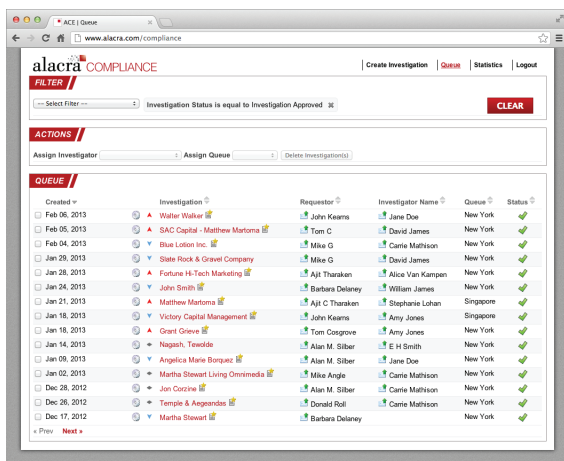 ACE | Queue
www.alacra.com/compliance
alacra COMPLIANCE
Create Investigation Queue Statistics Logout
FILTER
-- Select Filter -- Investigation Status is equal to Investigation Approved CLEAR
ACTIONS
Assign Investigator Assign Queue Delete Investigation(s)
QUEUE
Created Investigation Requestor Investigator Name Queue Status
Feb 06, 2013 Walter Walker John Kearns Jane Doe New York
Feb 05, 2013 SAC Capital - Matthew Martoma Tom C David James New York
Feb 04, 2013 Blue Lotion Inc. Mike G Carrie Mathison New York
Jan 29, 2013 Slate Rock & Gravel Company Mike G David James New York
Jan 28, 2013 Fortune Hi-Tech Marketing Ajit Tharaken Alice Van Kampen New York
Jan 24, 2013 John Smith Barbara Delaney William James New York
Jan 21, 2013 Matthew Martoma Ajit C Tharaken Stephanie Lohan Singapore
Jan 18, 2013 Victory Capital Management John Kearns Amy Jones Singapore
Jan 18, 2013 Grant Grieve Tom Cosgrove Amy Jones New York
Jan 14, 2013 Nagash, Tewolde Alan M. Silber E H Smith New York
Jan 09, 2013 Angelica Marie Borquez Alan M. Silber Jane Doe New York
Jan 02, 2013 Martha Stewart Living Omnimedia Mike Angle Carrie Mathison New York
Dec 28, 2012 Jon Corzine Alan M. Silber Carrie Mathison New York
Dec 26, 2012 Temple & Aegeandas Donald Roll Carrie Mathison New York
Dec 17, 2012 Martha Stewart Barbara Delaney New York
« Prev Next »